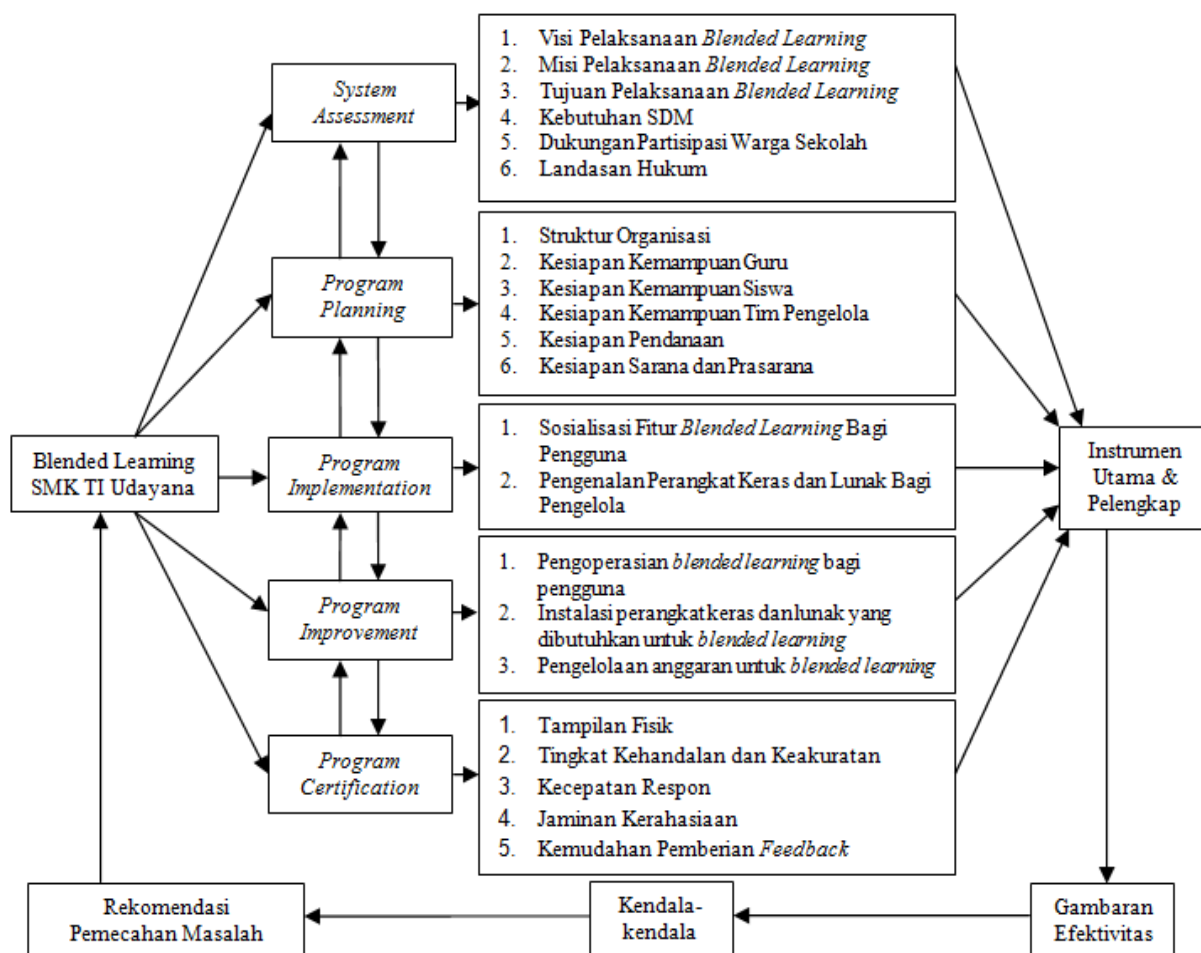 Blended Learning
SMK TI Udayana
System
Assessment
1. Visi Pelaksanaan Blended Learning
2. Misi Pelaksanaan Blended Learning
3. Tujuan Pelaksanaan Blended Learning
4. Kebutuhan SDM
5. Dukungan Partisipasi Warga Sekolah
6. Landasan Hukum
Program
Planning
1. Struktur Organisasi
2. Kesiapan Kemampuan Guru
3. Kesiapan Kemampuan Siswa
4. Kesiapan Kemampuan Tim Pengelola
5. Kesiapan Pendanaan
6. Kesiapan Sarana dan Prasarana
Program
Implementation
1. Sosialisasi Fitur Blended Learning Bagi
Pengguna
2. Pengenalan Perangkat Keras dan Lunak Bagi
Pengelola
Program
Improvement
1. Pengoperasian blended learning bagi
pengguna
2. Instalasi perangkat keras dan lunak yang
dibutuhkan untuk blended learning
3. Pengelolaan anggaran untuk blended learning
Program
Certification
1. Tampilan Fisik
2. Tingkat Kehandalan dan Keakuratan
3. Kecepatan Respon
4. Jaminan Kerahasiaan
5. Kemudahan Pemberian Feedback
Instrumen
Utama &
Pelengkap
Gambaran
Efektivitas
Kendala-
kendala
Rekomendasi
Pemecahan Masalah